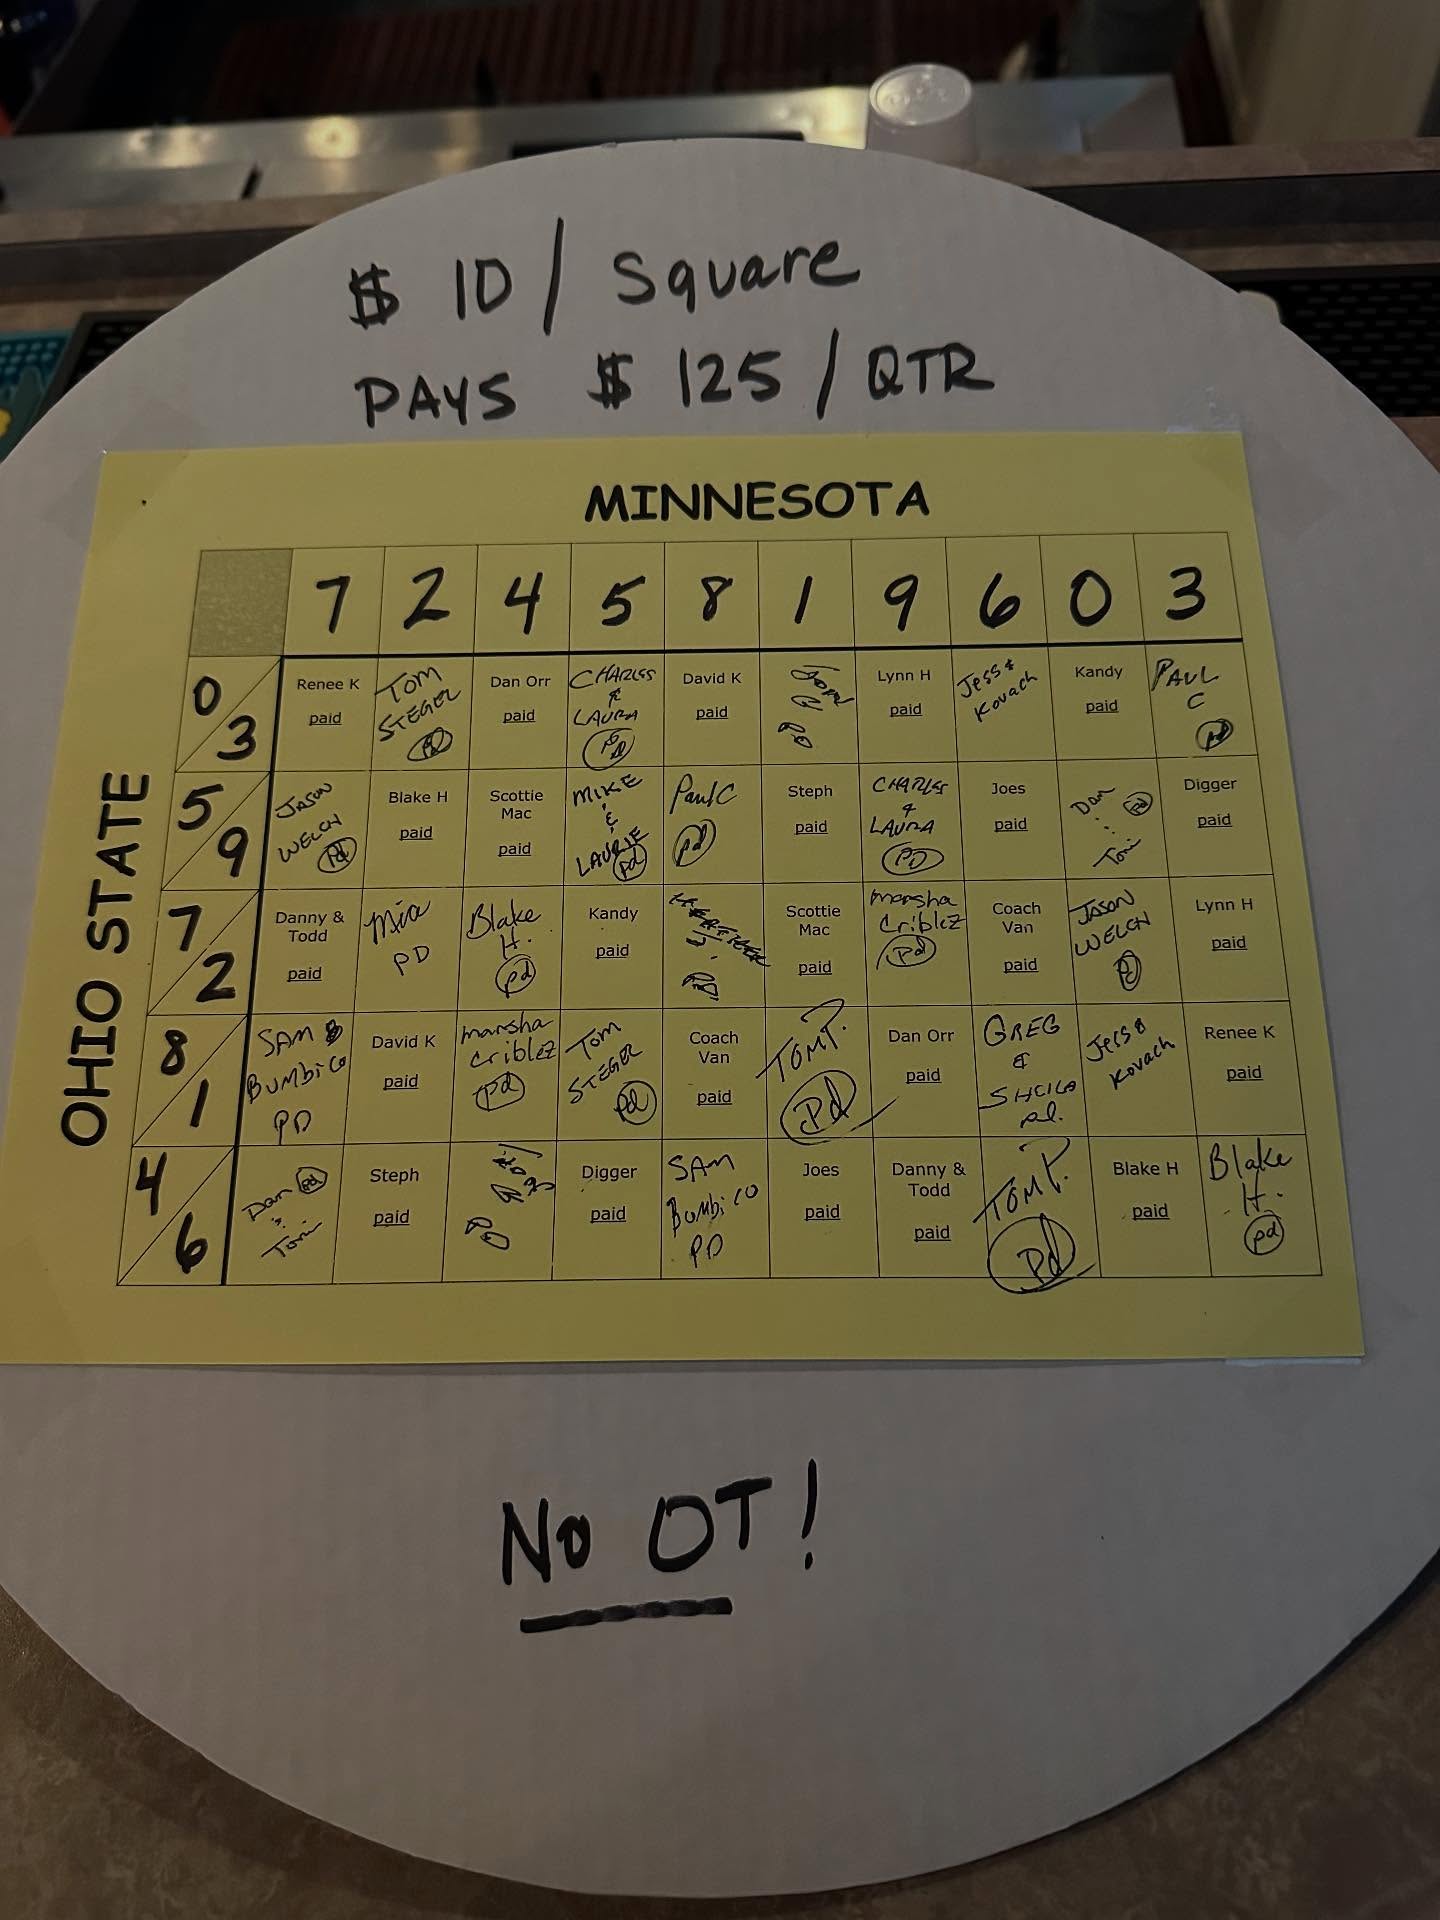 $ 10 / Square
PAYS $ 125 / QTR
MINNESOTA
OHIO STATE
7 2 4 5 8 1 9 6 0 3
0 3
Renee K paid
TOM STEGER pd
Dan Orr paid
CHARLES & LAURA PD
David K paid
PD
Lynn H paid
Jess & Kovach
Kandy paid
PAUL C pd
5 9
JASON WELCH pd
Blake H paid
Scottie Mac paid
MIKE & LAURIE pd
Paul C pd
Steph paid
CHARLES & LAURA PD
Joes paid
Dan : Toni pd
Digger paid
7 2
Danny & Todd paid
Mia PD
Blake H. pd
Kandy paid
PD
Scottie Mac paid
marsha Criblez pd
Coach Van paid
JASON WELCH pd
Lynn H paid
8 1
SAM B BUMBICO PD
David K paid
marsha Criblez pd
Tom STEGER pd
Coach Van paid
TOM P. Pd
Dan Orr paid
GREG & SHEILA pd.
Jess & Kovach
Renee K paid
4 6
Dan : Toni pd
Steph paid
PD
Digger paid
SAM BUMBICO PD
Joes paid
Danny & Todd paid
TOM P. Pd
Blake H paid
Blake H. pd
No OT!